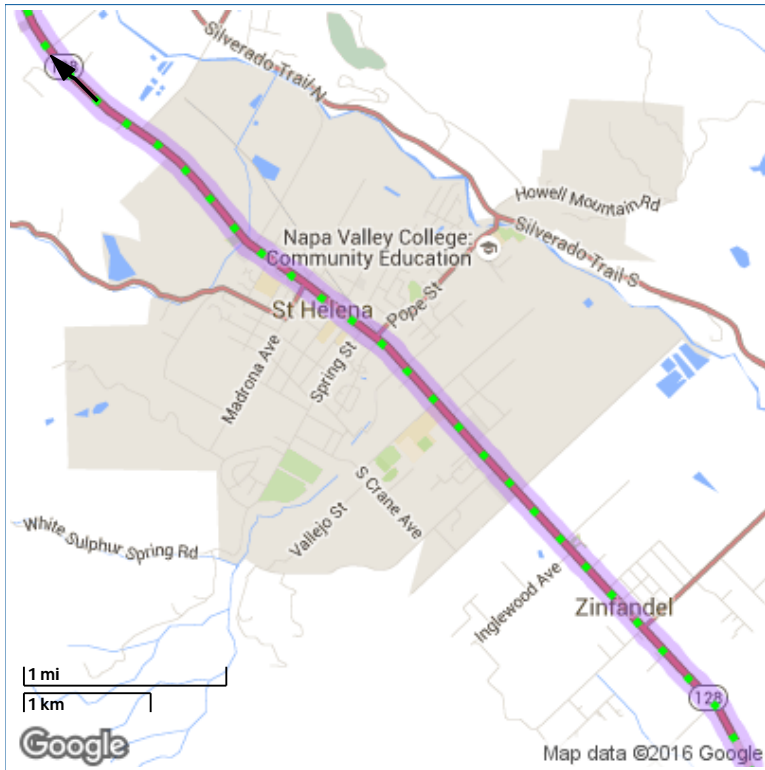 Silverado Trail N
Howell Mountain Rd
Napa Valley College:
Community Education
Silverado Trail S
St Helena
Pope St
Madrona Ave
Spring St
S Crane Ave
Vallejo St
White Sulphur Spring Rd
Inglewood Ave
Zinfandel
1 mi
1 km
128
Google
Map data ©2016 Google